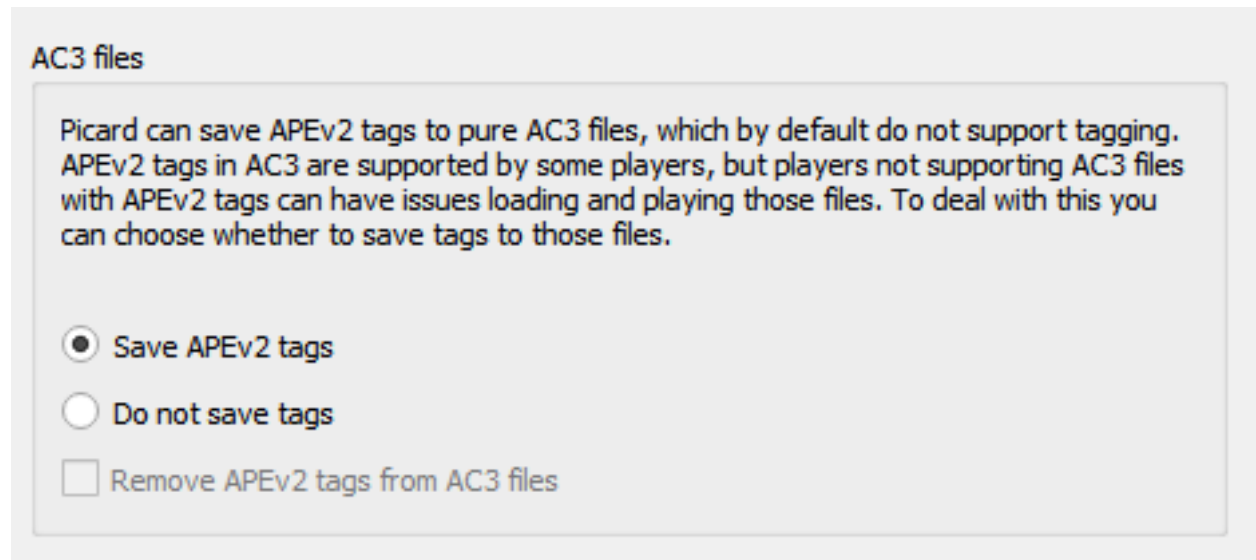 AC3 files
Picard can save APEv2 tags to pure AC3 files, which by default do not support tagging.
APEv2 tags in AC3 are supported by some players, but players not supporting AC3 files
with APEv2 tags can have issues loading and playing those files. To deal with this you
can choose whether to save tags to those files.
Save APEv2 tags
Do not save tags
Remove APEv2 tags from AC3 files